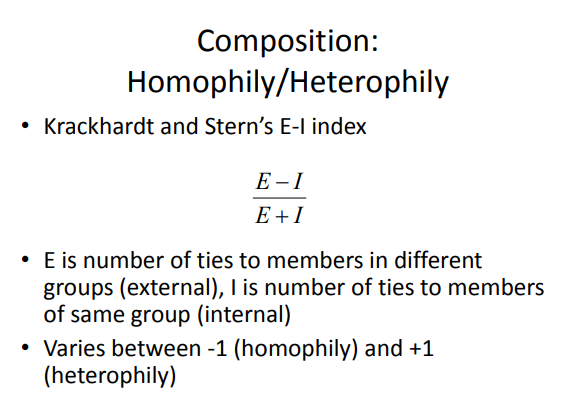 Composition:
Homophily/Heterophily
• Krackhardt and Stern's E-I index
E – I
E + I
• E is number of ties to members in different
groups (external), I is number of ties to members
of same group (internal)
• Varies between -1 (homophily) and +1
(heterophily)